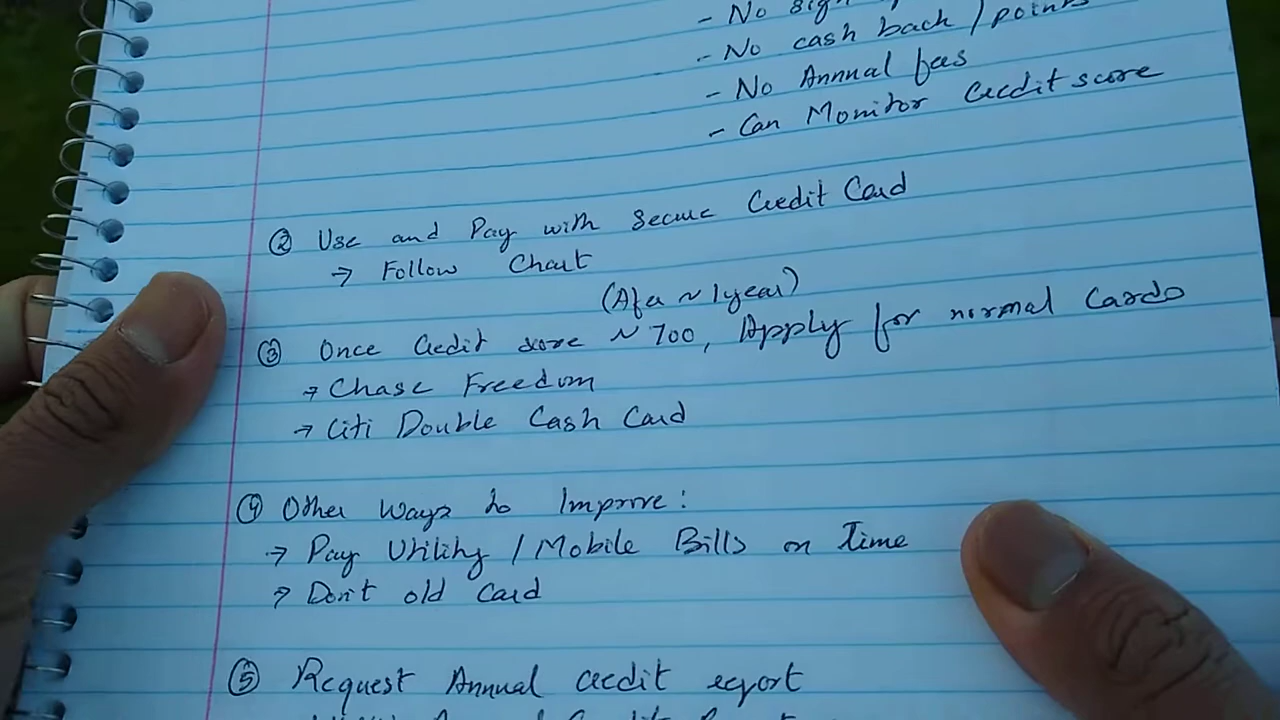 - No
- No cash back / points
- No Annual fees
- Can Monitor Credit score
② Use and Pay with Secure Credit Card
→ Follow Chart
(Afer ~ 1 year)
③ Once Credit score ~ 700, Apply for normal Cards
→ Chase Freedom
→ Citi Double Cash Card
④ Other Ways to Improve:
→ Pay Utility / Mobile Bills on Time
→ Don't old Card
⑤ Request Annual credit report